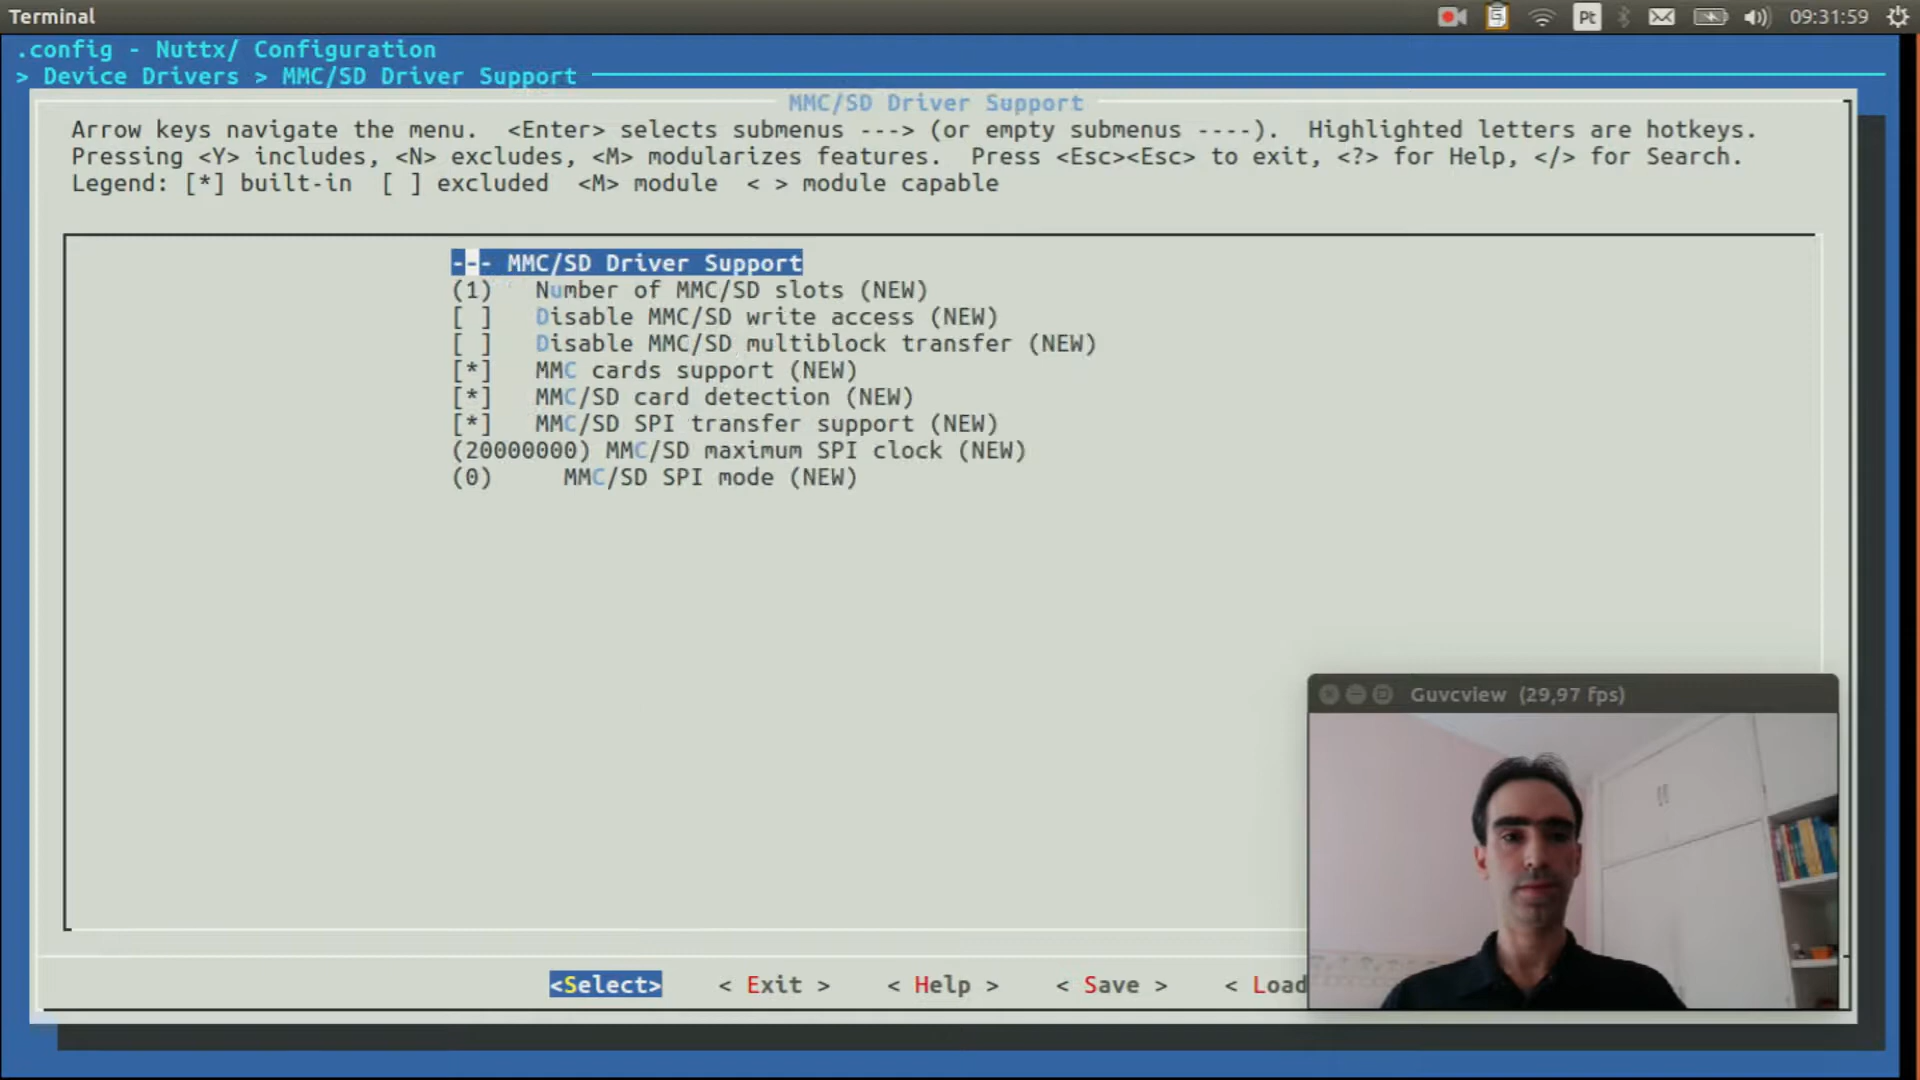 Terminal
Pt
09:31:59
.config - Nuttx/ Configuration
> Device Drivers > MMC/SD Driver Support
MMC/SD Driver Support
Arrow keys navigate the menu.  <Enter> selects submenus ---> (or empty submenus ----).  Highlighted letters are hotkeys.
Pressing <Y> includes, <N> excludes, <M> modularizes features.  Press <Esc><Esc> to exit, <?> for Help, </> for Search.
Legend: [*] built-in  [ ] excluded  <M> module  < > module capable
--- MMC/SD Driver Support
(1)   Number of MMC/SD slots (NEW)
[ ]   Disable MMC/SD write access (NEW)
[ ]   Disable MMC/SD multiblock transfer (NEW)
[*]   MMC cards support (NEW)
[*]   MMC/SD card detection (NEW)
[*]   MMC/SD SPI transfer support (NEW)
(20000000) MMC/SD maximum SPI clock (NEW)
(0)     MMC/SD SPI mode (NEW)
Guvcview (29,97 fps)
<Select>    < Exit >    < Help >    < Save >    < Load